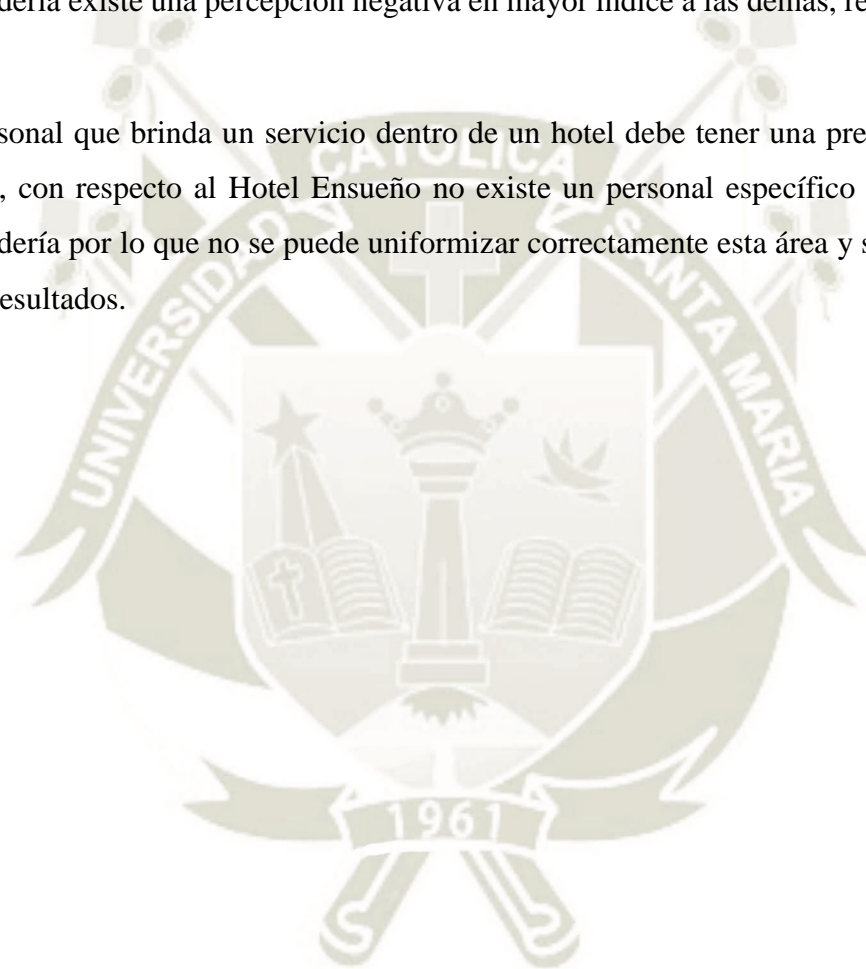 dería existe una percepción negativa en mayor índice a las demás, re
sonal que brinda un servicio dentro de un hotel debe tener una pre
, con respecto al Hotel Ensueño no existe un personal específico
dería por lo que no se puede uniformizar correctamente esta área y s
esultados.
UNIVERSIDAD CATOLICA SANTA MARIA
1961